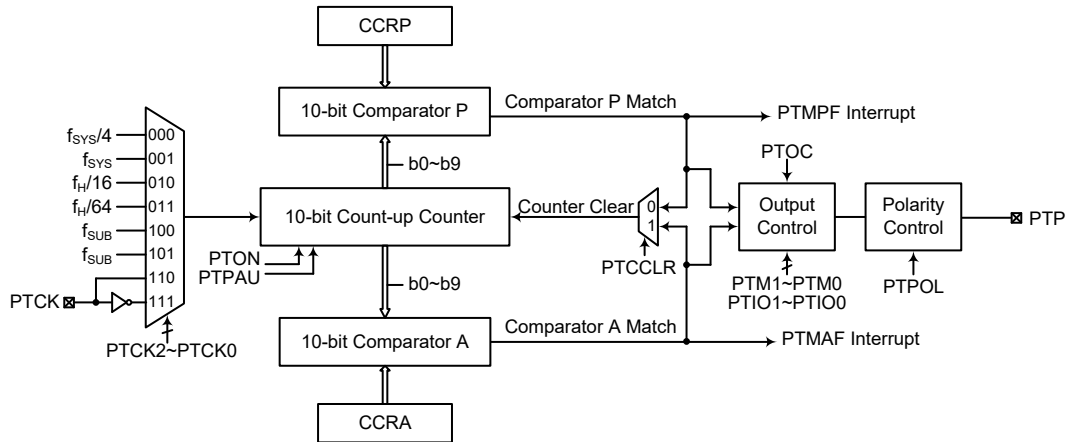 CCRP
10-bit Comparator P
Comparator P Match
PTMPF Interrupt
fSYS/4
000
fSYS
001
fH/16
010
fH/64
011
fSUB
100
fSUB
101
110
PTCK
111
PTCK2~PTCK0
b0~b9
10-bit Count-up Counter
PTON
PTPAU
Counter Clear
0
1
PTCCLR
PTOC
Output
Control
PTM1~PTM0
PTIO1~PTIO0
Polarity
Control
PTPOL
PTP
b0~b9
10-bit Comparator A
Comparator A Match
PTMAF Interrupt
CCRA